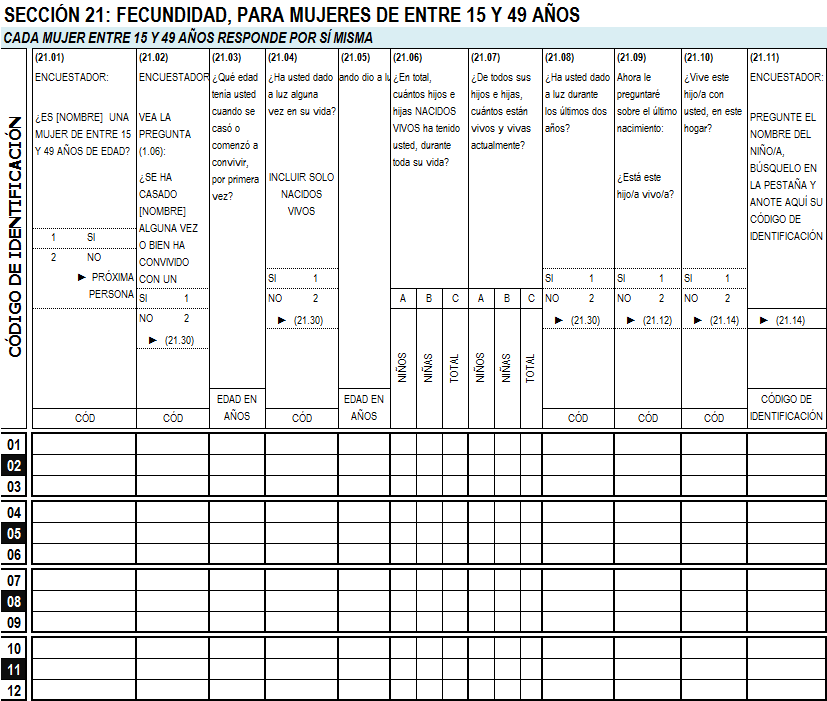 SECCIÓN 21: FECUNDIDAD, PARA MUJERES DE ENTRE 15 Y 49 AÑOS
CADA MUJER ENTRE 15 Y 49 AÑOS RESPONDE POR SÍ MISMA
CÓDIGO DE IDENTIFICACIÓN
(21.01)
ENCUESTADOR:
¿ES [NOMBRE] UNA
MUJER DE ENTRE 15
Y 49 AÑOS DE EDAD?
1 SI
2 NO
► PRÓXIMA
PERSONA
CÓD
(21.02)
ENCUESTADOR
VEA LA
PREGUNTA
(1.06):
¿SE HA
CASADO
[NOMBRE]
ALGUNA VEZ
O BIEN HA
CONVIVIDO
CON UN
SI 1
NO 2
► (21.30)
CÓD
(21.03)
¿Qué edad
tenía usted
cuando se
casó o
comenzó a
convivir,
por primera
vez?
EDAD EN
AÑOS
(21.04)
¿Ha usted dado
a luz alguna
vez en su vida?
INCLUIR SOLO
NACIDOS
VIVOS
SI 1
NO 2
► (21.30)
CÓD
(21.05)
ando dio a lu
EDAD EN
AÑOS
(21.06)
¿En total,
cuántos hijos e
hijas NACIDOS
VIVOS ha tenido
usted, durante
toda su vida?
A B C
NIÑOS
NIÑAS
TOTAL
(21.07)
¿De todos sus
hijos e hijas,
cuántos están
vivos y vivas
actualmente?
A B C
NIÑOS
NIÑAS
TOTAL
(21.08)
¿Ha usted dado
a luz durante
los últimos dos
años?
SI 1
NO 2
► (21.30)
CÓD
(21.09)
Ahora le
preguntaré
sobre el último
nacimiento:
¿Está este
hijo/a vivo/a?
SI 1
NO 2
► (21.12)
CÓD
(21.10)
¿Vive este
hijo/a con
usted, en este
hogar?
SI 1
NO 2
► (21.14)
CÓD
(21.11)
ENCUESTADOR:
PREGUNTE EL
NOMBRE DEL
NIÑO/A,
BÚSQUELO EN
LA PESTAÑA Y
ANOTE AQUÍ SU
CÓDIGO DE
IDENTIFICACIÓN
► (21.14)
CÓDIGO DE
IDENTIFICACIÓN
01
02
03
04
05
06
07
08
09
10
11
12